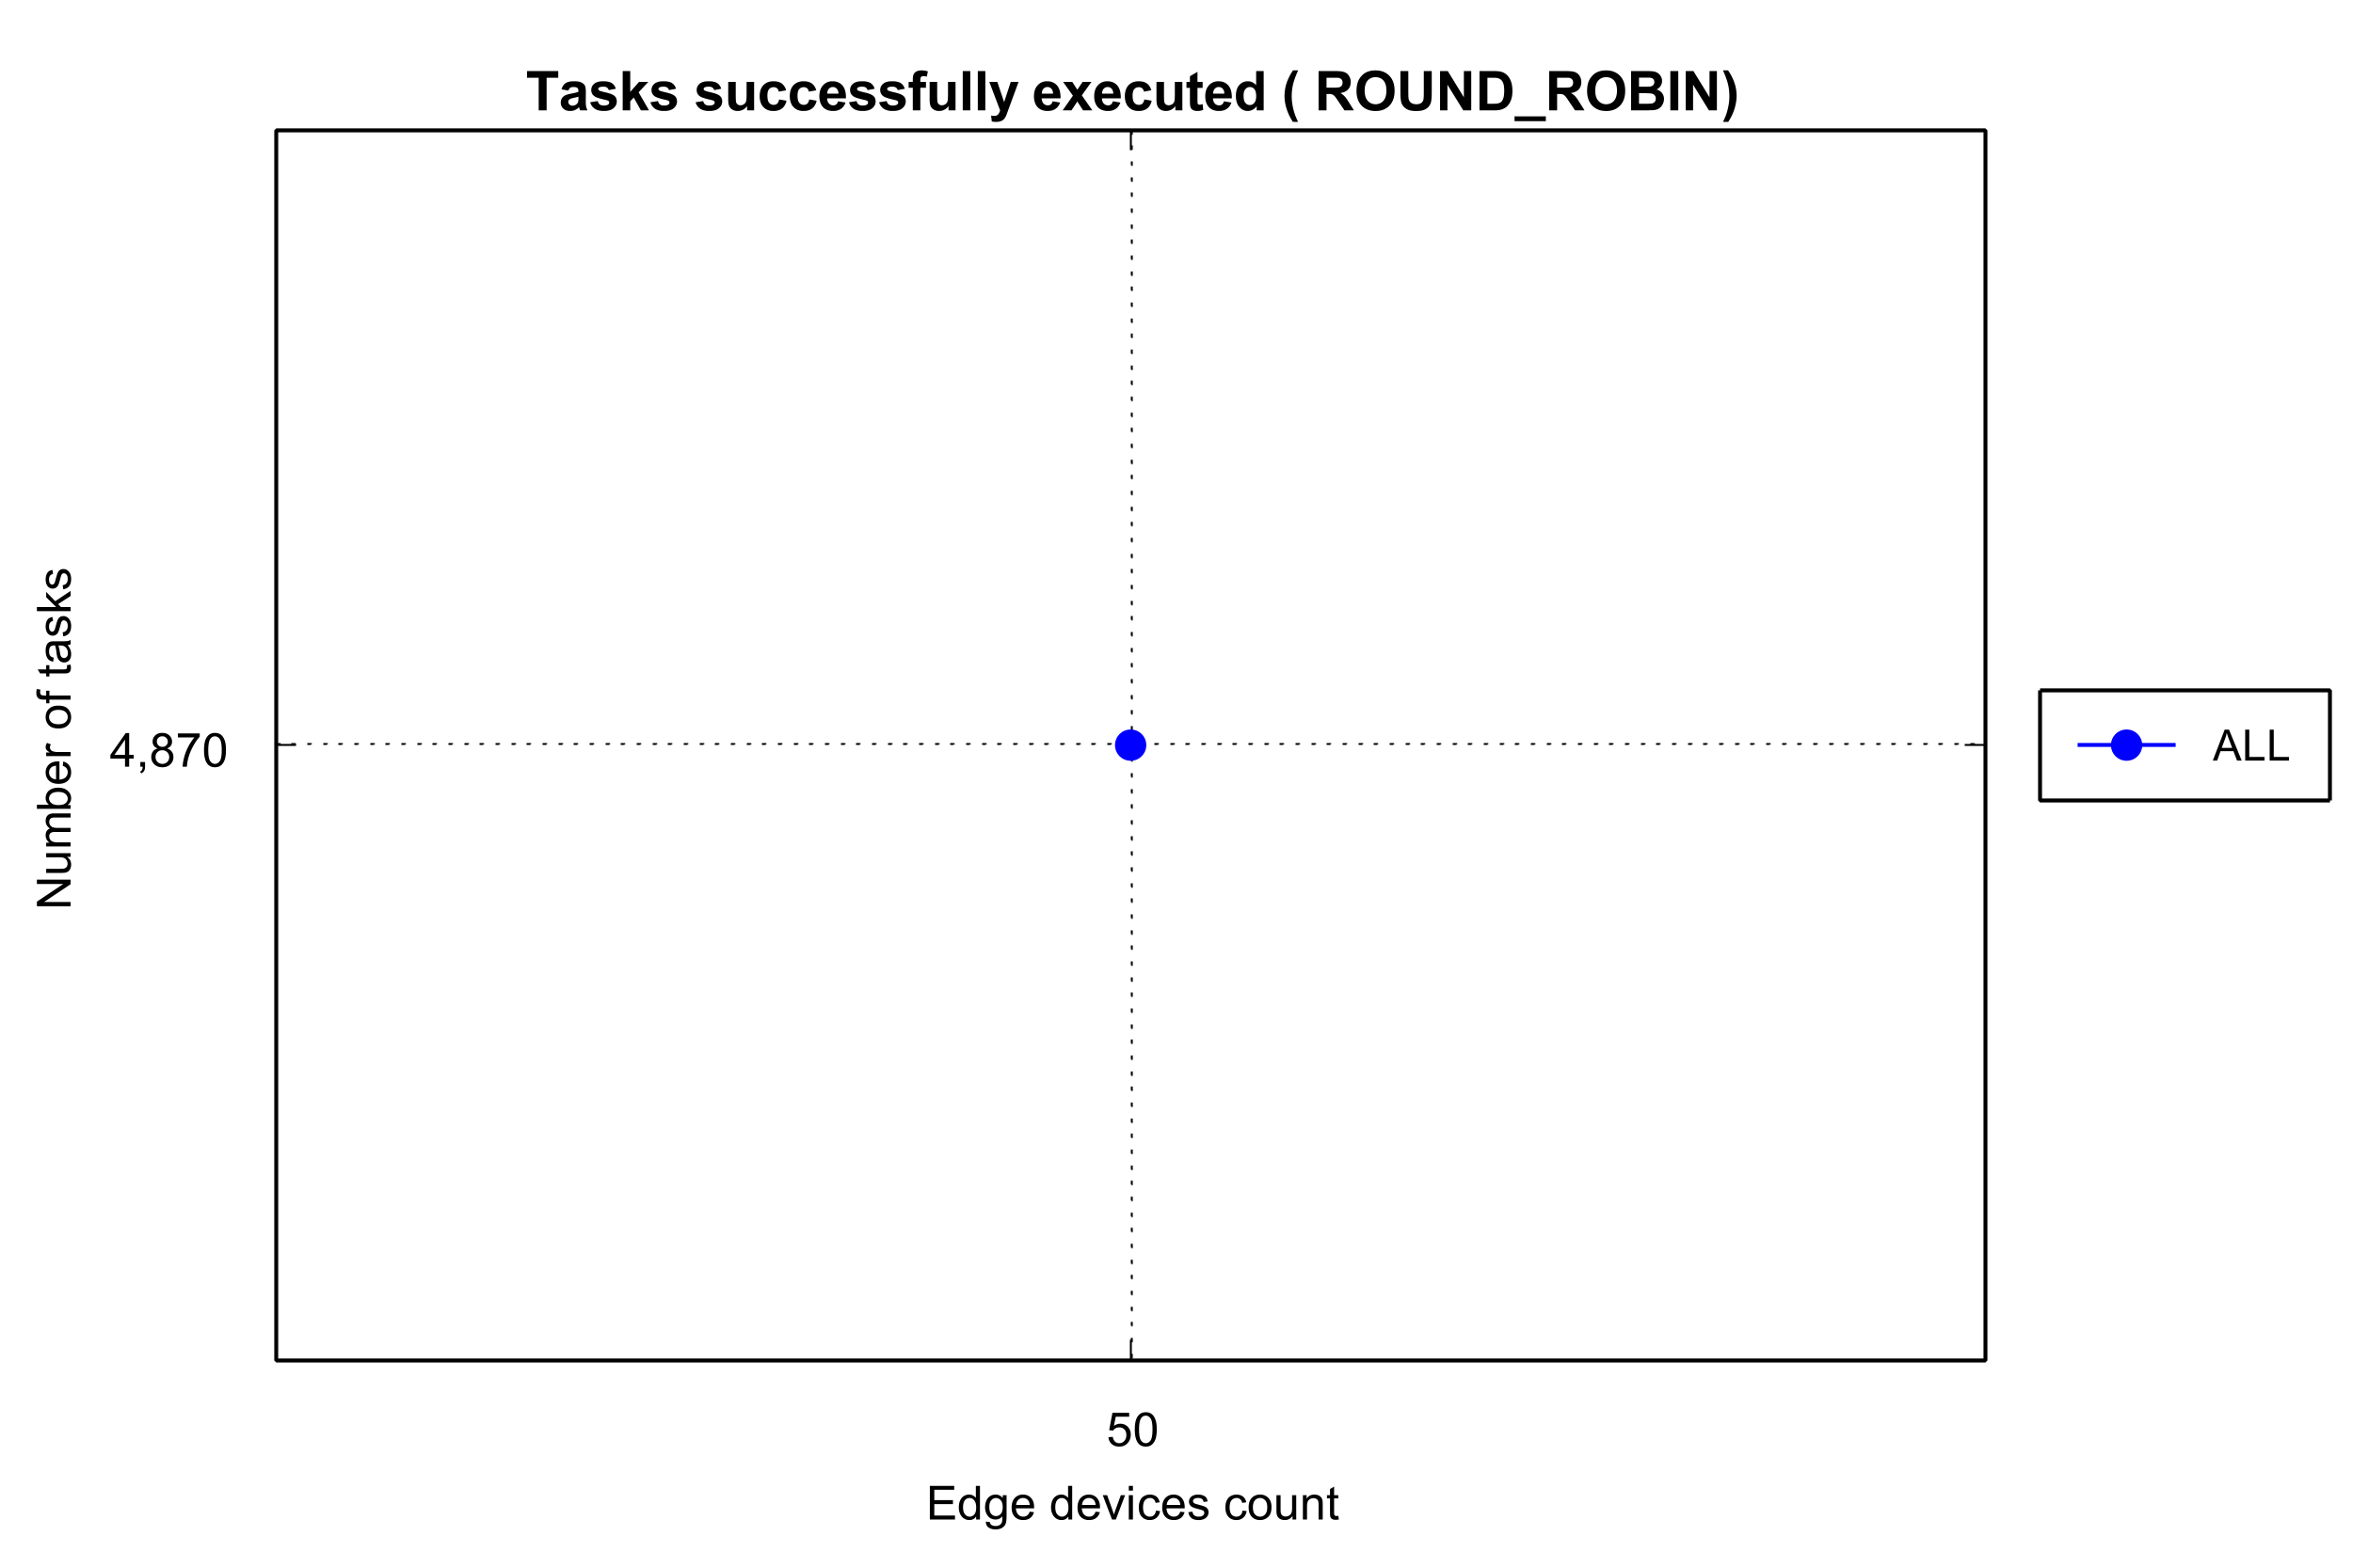 Tasks successfully executed ( ROUND_ROBIN)
Number of tasks
4,870
ALL
50
Edge devices count